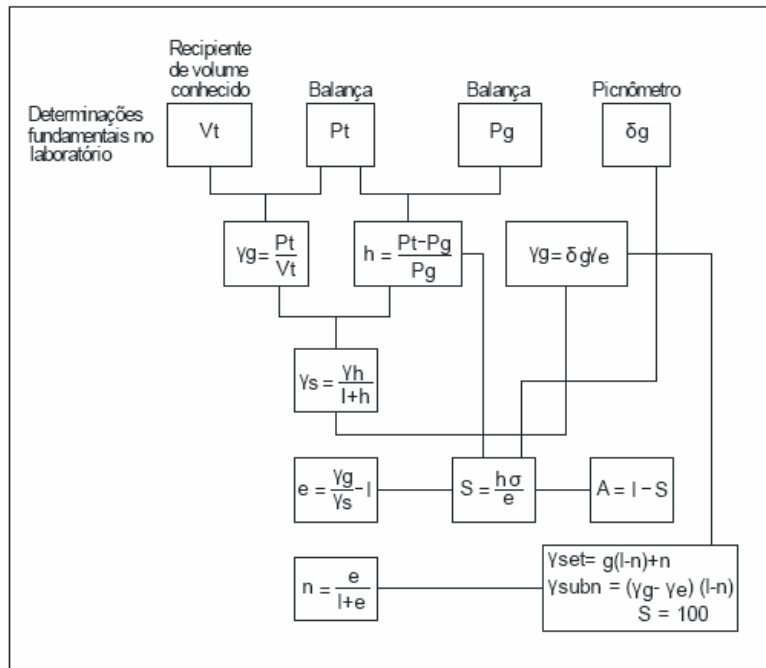 Recipiente
de volume
conhecido
Balança
Balança
Picnômetro
Determinações
fundamentais no
laboratório
Vt
Pt
Pg
δg
γg = Pt/Vt
h = Pt-Pg/Pg
γg = δgγe
γs = γh/l+h
e = γg/γs - l
S = hσ/e
A = l - S
n = e/l+e
γset= g(l-n)+n
γsubn = (γg- γe) (l-n)
S = 100